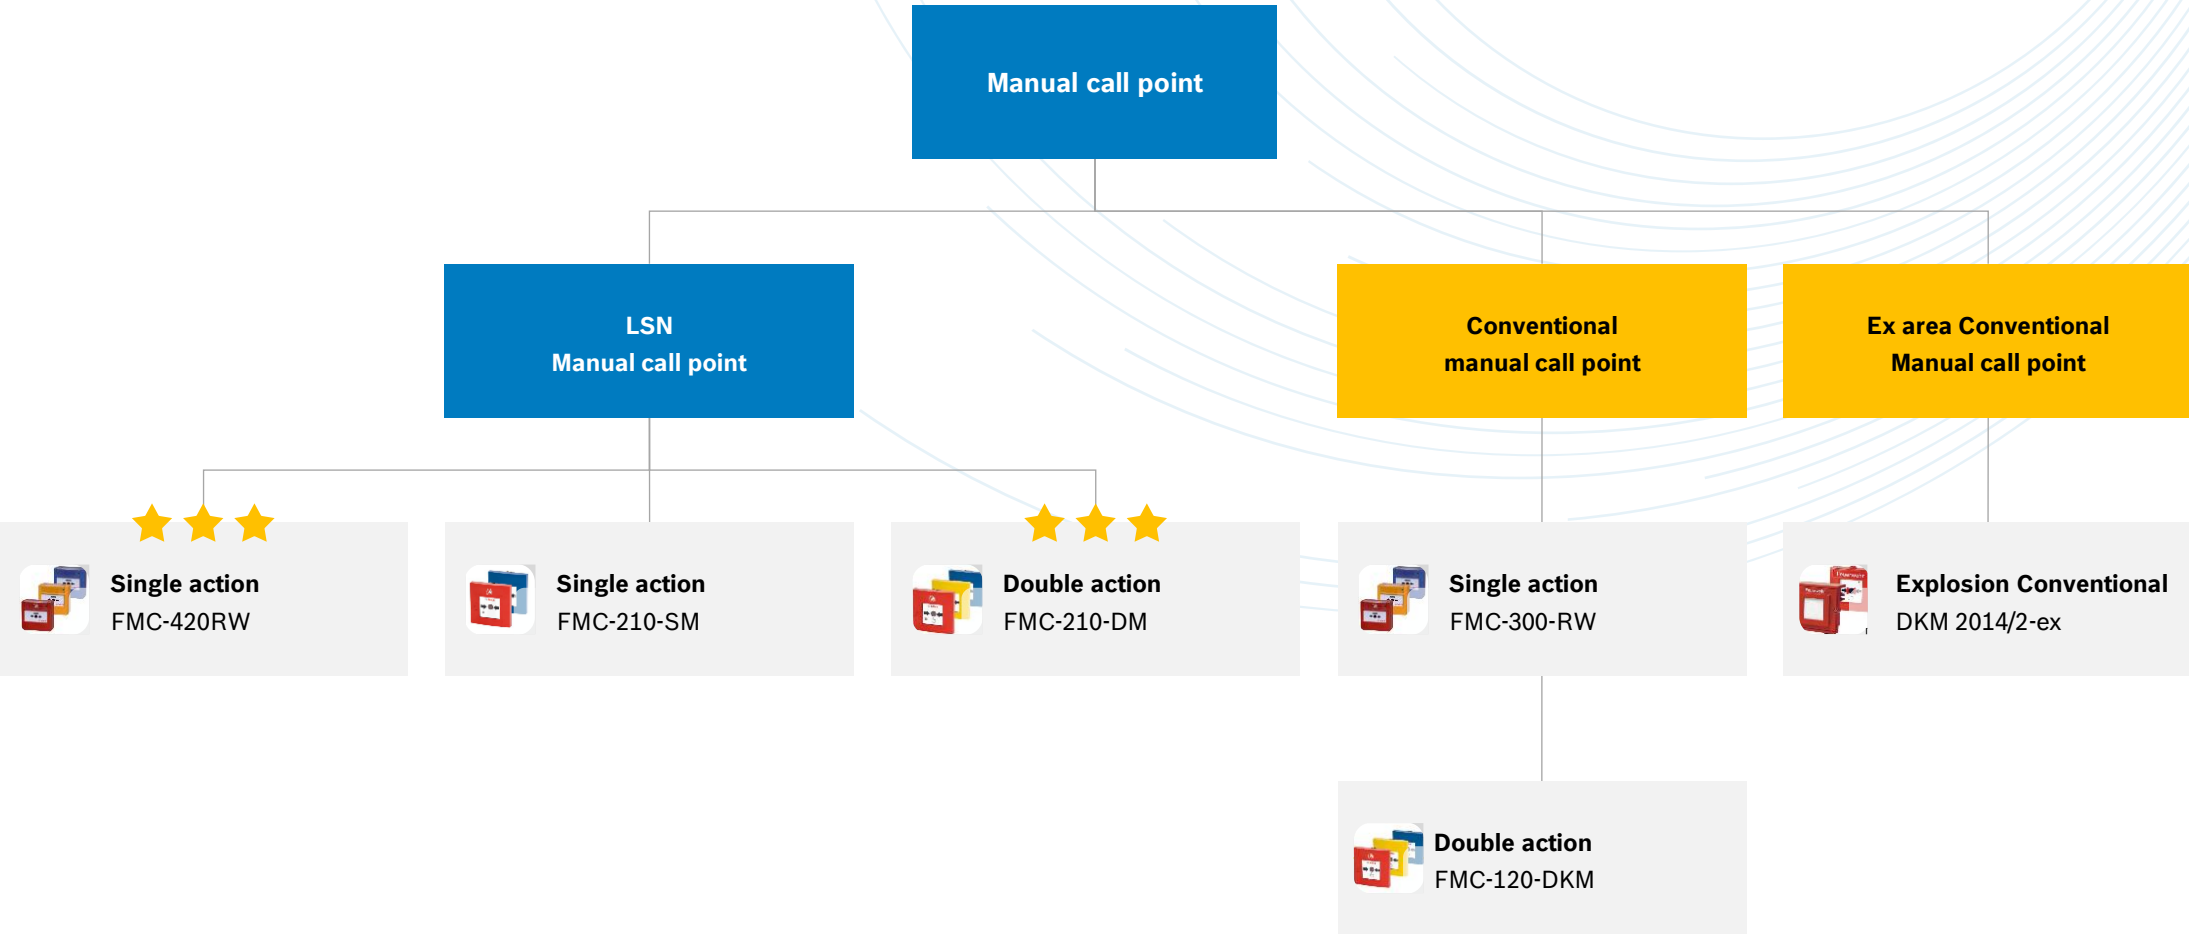 Manual call point
LSN
Manual call point
Conventional
manual call point
Ex area Conventional
Manual call point
Single action
FMC-420RW
Single action
FMC-210-SM
Double action
FMC-210-DM
Single action
FMC-300-RW
Explosion Conventional
DKM 2014/2-ex
Double action
FMC-120-DKM